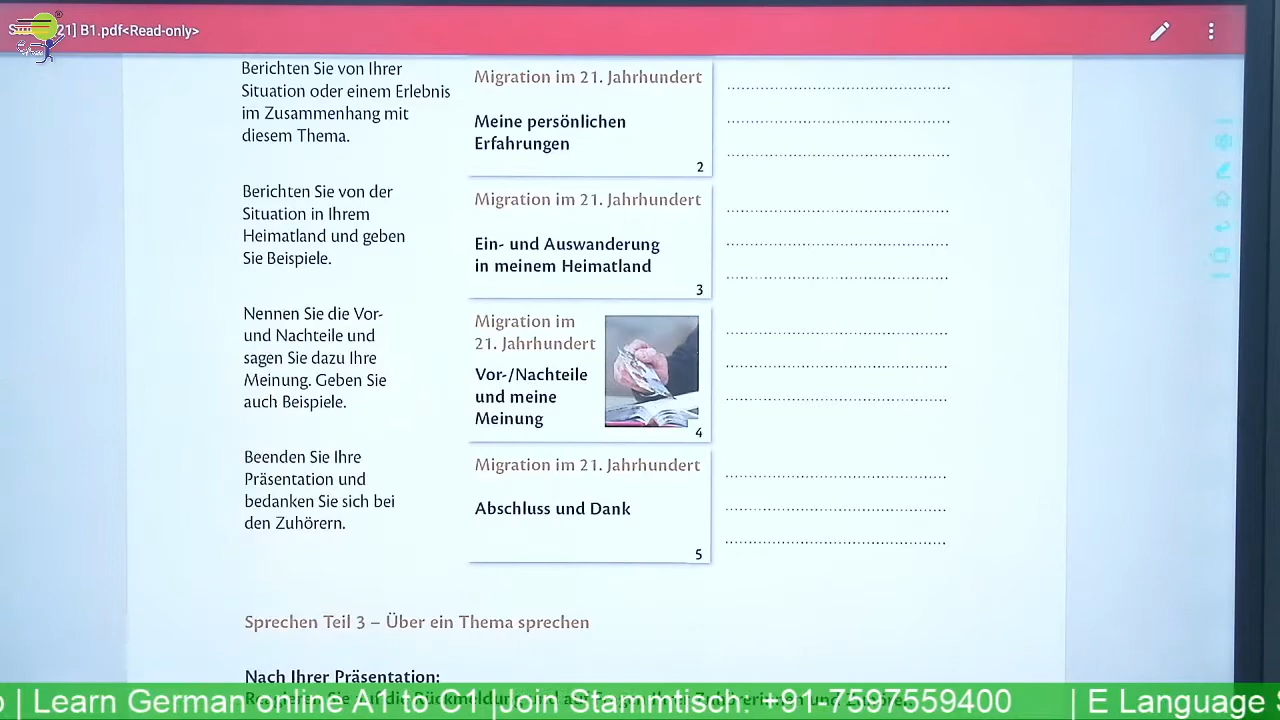 21] B1.pdf<Read-only>
Berichten Sie von Ihrer
Situation oder einem Erlebnis
im Zusammenhang mit
diesem Thema.
Migration im 21. Jahrhundert
Meine persönlichen
Erfahrungen
2
Berichten Sie von der
Situation in Ihrem
Heimatland und geben
Sie Beispiele.
Migration im 21. Jahrhundert
Ein- und Auswanderung
in meinem Heimatland
3
Nennen Sie die Vor-
und Nachteile und
sagen Sie dazu Ihre
Meinung. Geben Sie
auch Beispiele.
Migration im
21. Jahrhundert
Vor-/Nachteile
und meine
Meinung
4
Beenden Sie Ihre
Präsentation und
bedanken Sie sich bei
den Zuhörern.
Migration im 21. Jahrhundert
Abschluss und Dank
5
Sprechen Teil 3 – Über ein Thema sprechen
Nach Ihrer Präsentation:
| Learn German online A1 to C1 |Join Stammtisch: +91-7597559400 | E Language